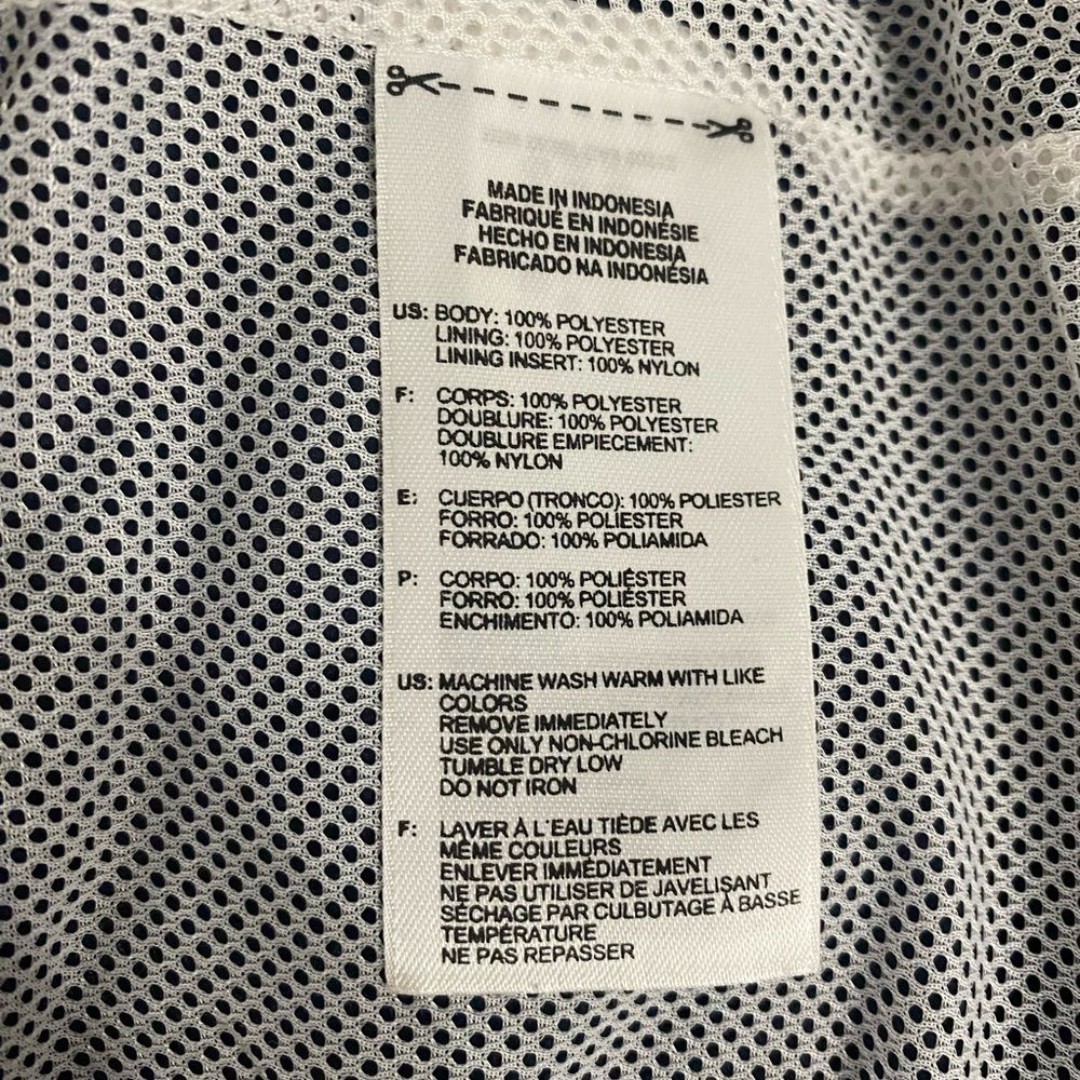 MADE IN INDONESIA
FABRIQUÉ EN INDONÉSIE
HECHO EN INDONESIA
FABRICADO NA INDONÉSIA
US: BODY: 100% POLYESTER
LINING: 100% POLYESTER
LINING INSERT: 100% NYLON
F: CORPS: 100% POLYESTER
DOUBLURE: 100% POLYESTER
DOUBLURE EMPIECEMENT:
100% NYLON
E: CUERPO (TRONCO): 100% POLIESTER
FORRO: 100% POLIESTER
FORRADO: 100% POLIAMIDA
P: CORPO: 100% POLIÉSTER
FORRO: 100% POLIÉSTER
ENCHIMENTO: 100% POLIAMIDA
US: MACHINE WASH WARM WITH LIKE
COLORS
REMOVE IMMEDIATELY
USE ONLY NON-CHLORINE BLEACH
TUMBLE DRY LOW
DO NOT IRON
F: LAVER À L'EAU TIÈDE AVEC LES
MÊME COULEURS
ENLEVER IMMÉDIATEMENT
NE PAS UTILISER DE JAVELISANT
SÉCHAGE PAR CULBUTAGE À BASSE
TEMPÉRATURE
NE PAS REPASSER